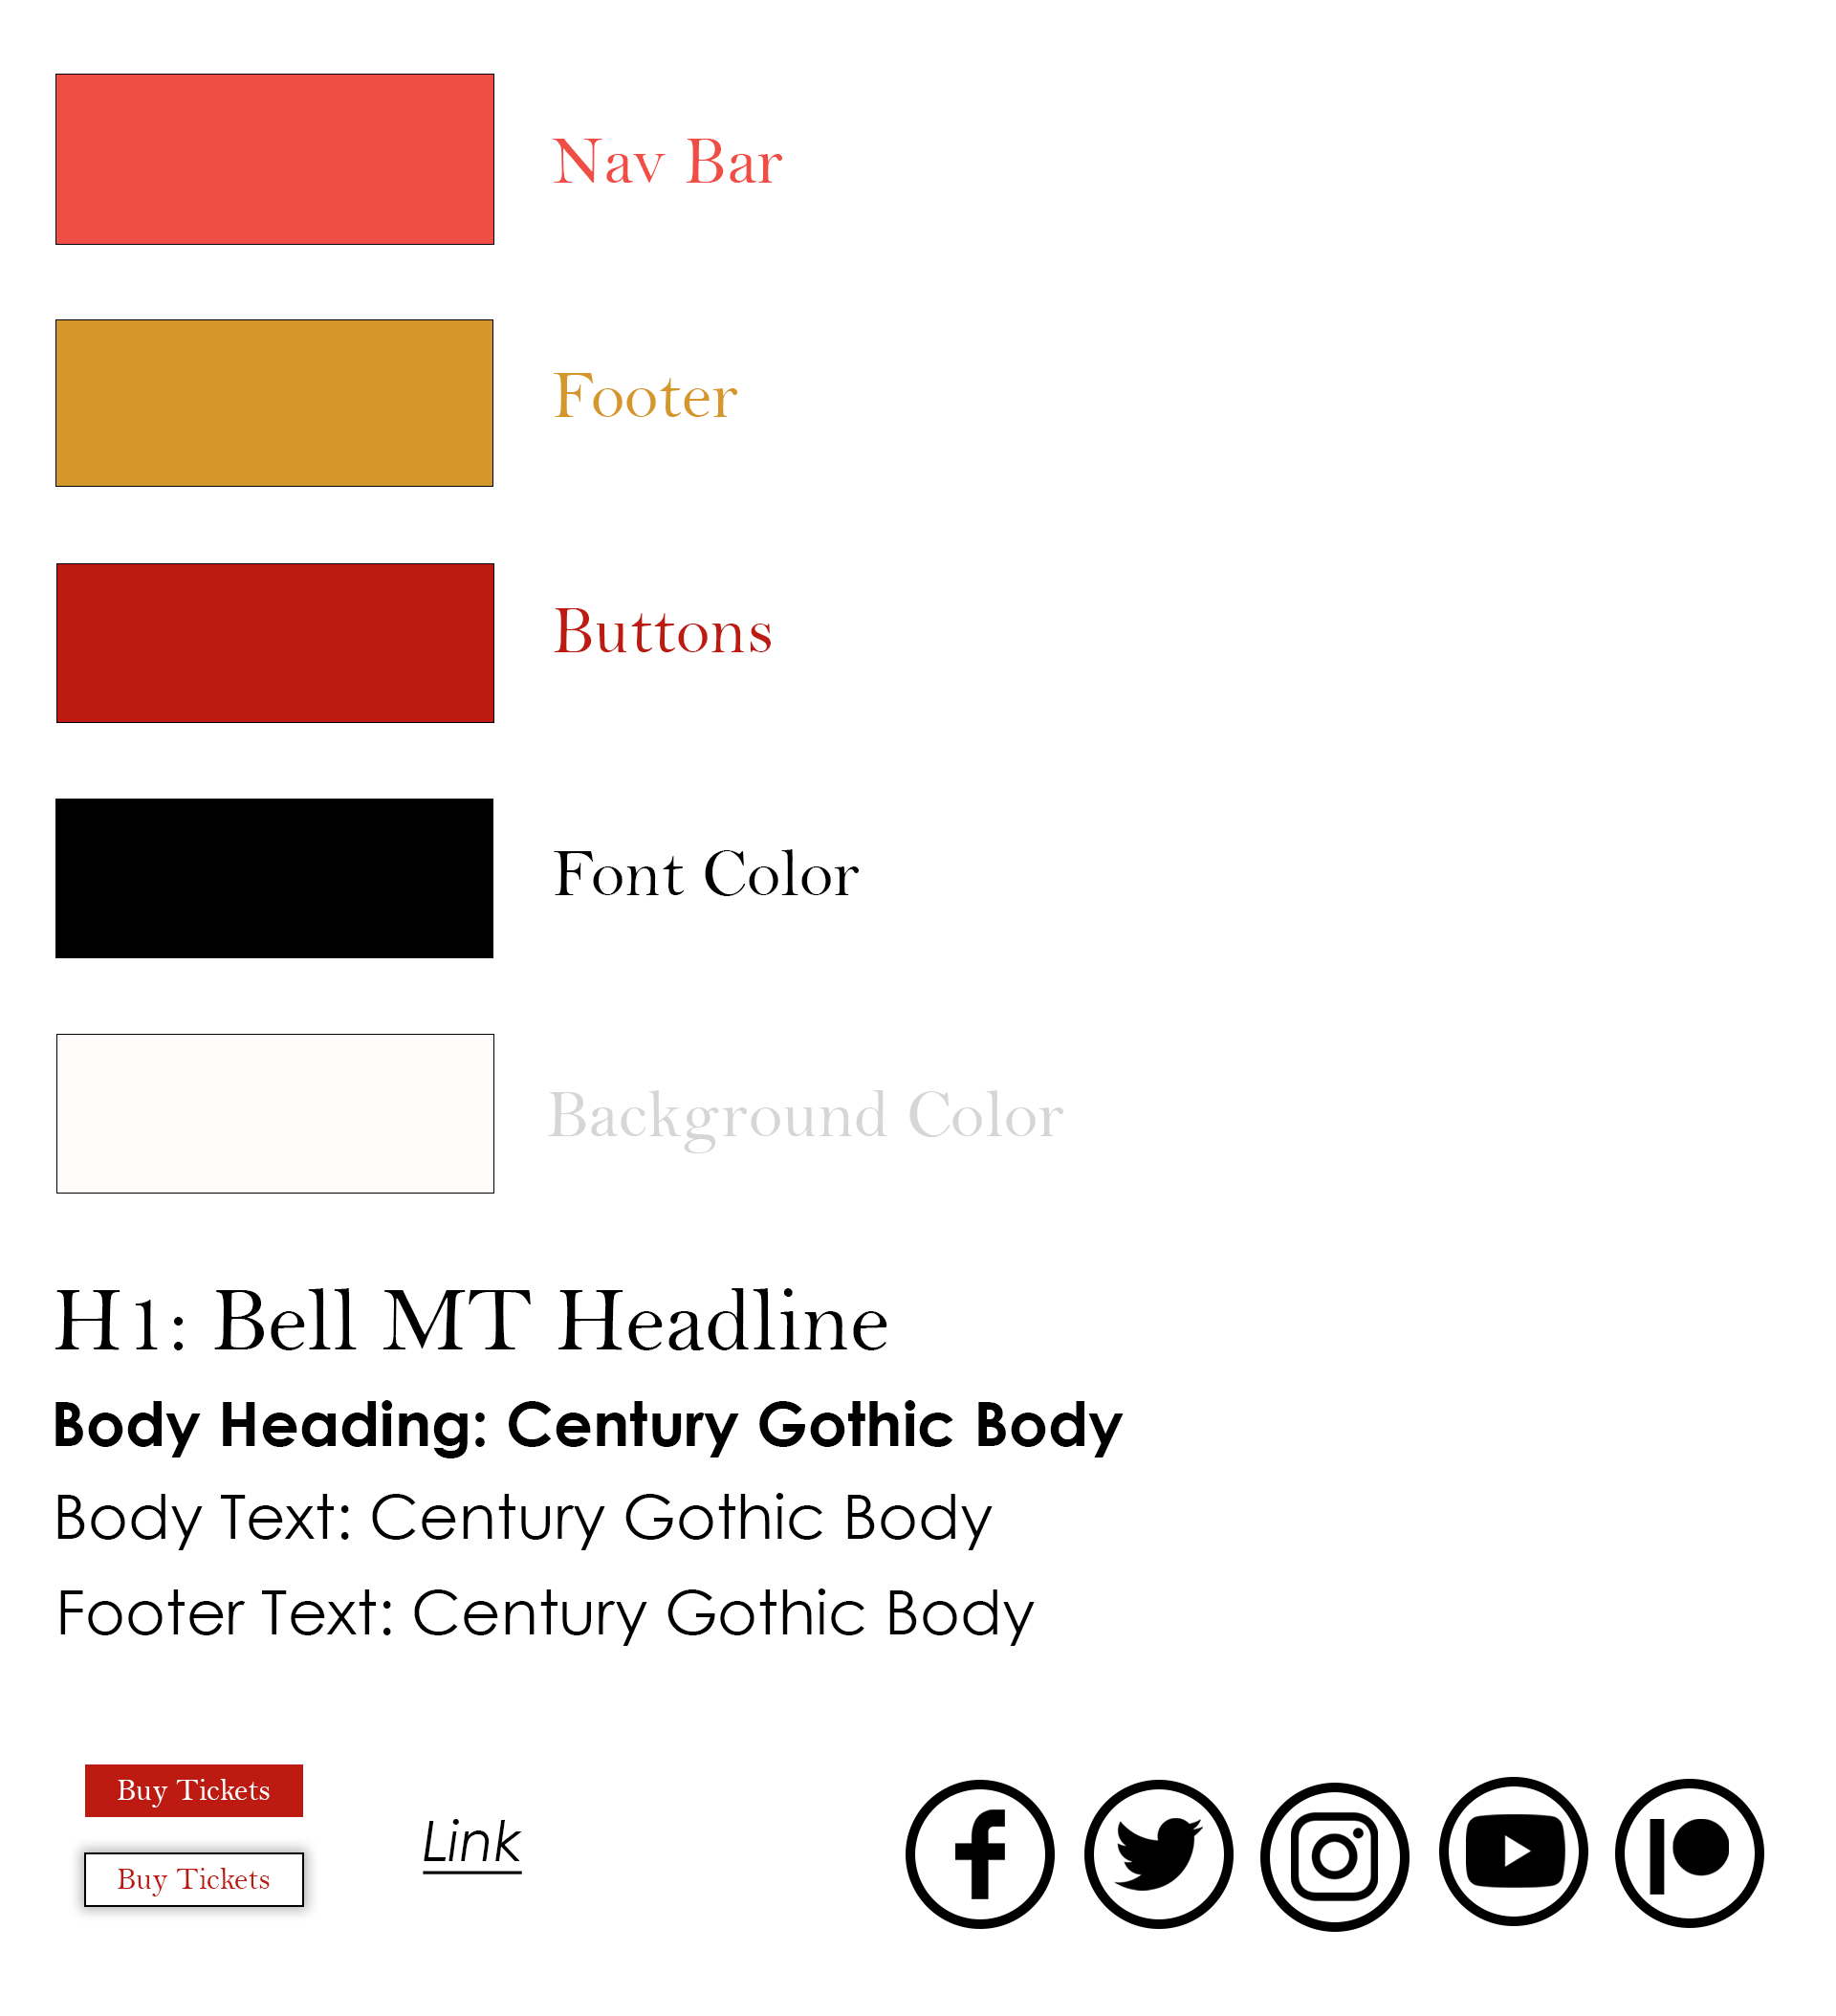 Nav Bar
Footer
Buttons
Font Color
Background Color
H1: Bell MT Headline
Body Heading: Century Gothic Body
Body Text: Century Gothic Body
Footer Text: Century Gothic Body
Buy Tickets
Buy Tickets
Link